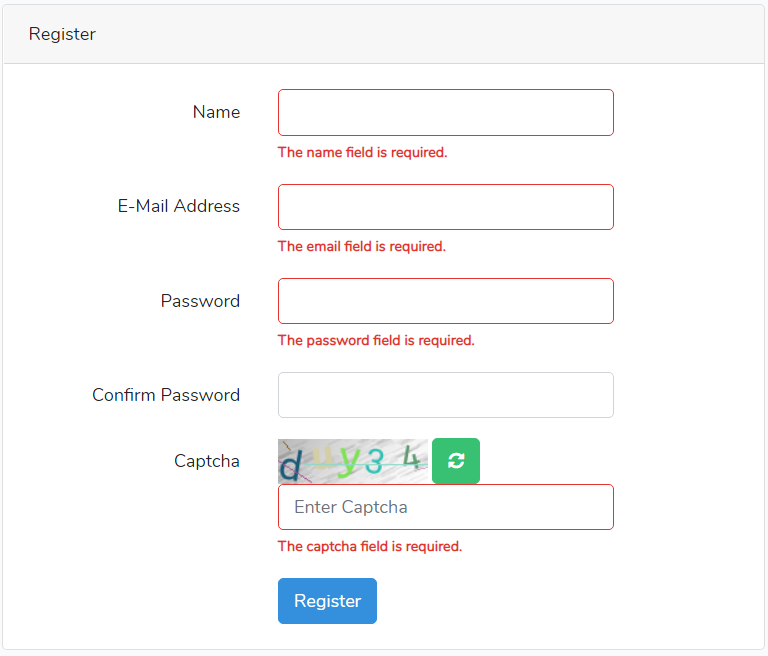 Register
Name
The name field is required.
E-Mail Address
The email field is required.
Password
The password field is required.
Confirm Password
Captcha
duy34
Enter Captcha
The captcha field is required.
Register